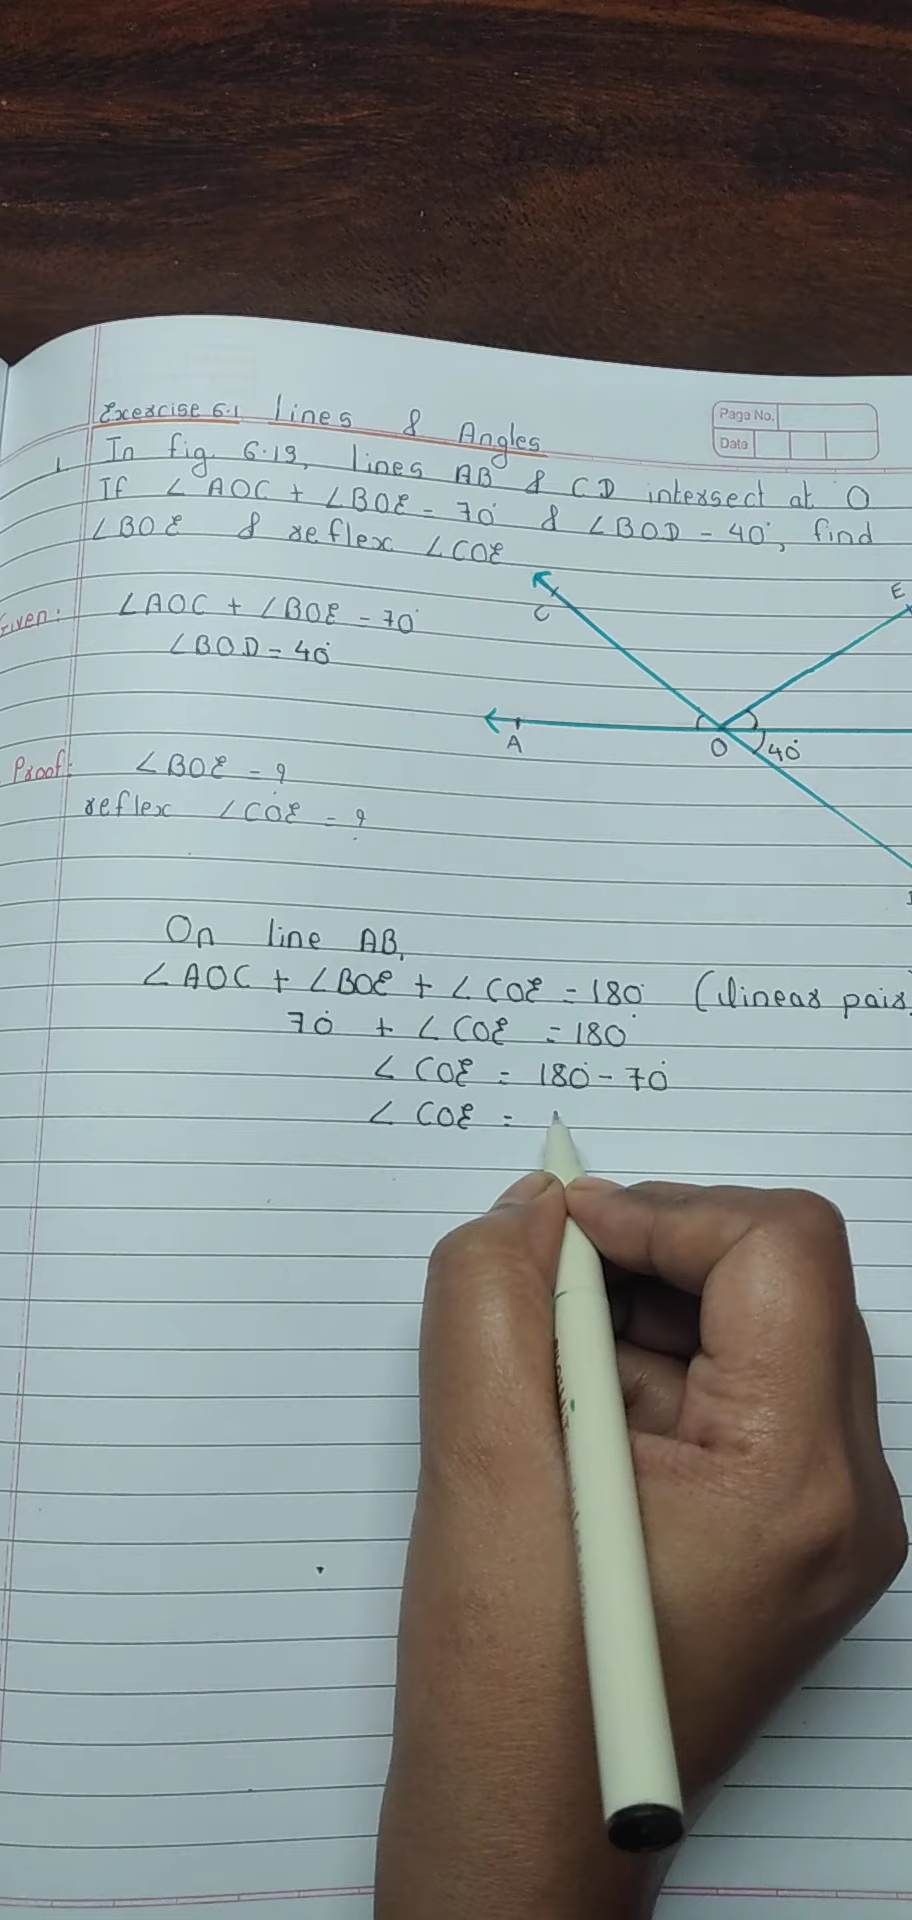 Exercise 6.1 Lines & Angles
Page No.
Date
1. In fig. 6.13, lines AB & CD intersect at O
If ∠AOC + ∠BOE = 70° & ∠BOD = 40°, find
∠BOE & reflex ∠COE
Given: ∠AOC + ∠BOE = 70°
∠BOD = 40°
C
E
A
O
40°
Proof: ∠BOE = ?
reflex ∠COE = ?
On line AB,
∠AOC + ∠BOE + ∠COE = 180° (linear pair)
70° + ∠COE = 180°
∠COE = 180° - 70°
∠COE =